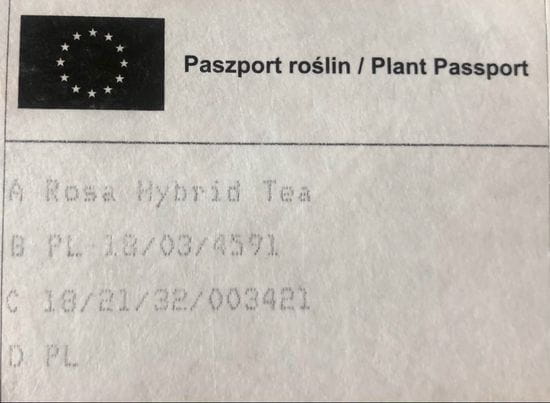 Paszport roślin / Plant Passport
A Rosa Hybrid Tea
B PL-18/03/4591
C 18/21/32/003421
D PL